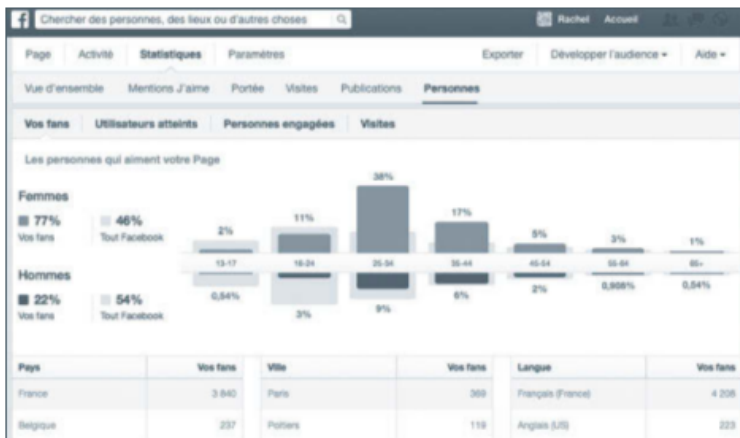 f Chercher des personnes, des lieux ou d'autres choses Rachel Accueil
Page Activité Statistiques Paramètres Exporter Développer l'audience Aide
Vue d'ensemble Mentions J'aime Portée Visites Publications Personnes
Vos fans Utilisateurs atteints Personnes engagées Visites
Les personnes qui aiment votre Page
38%
Femmes
77% 46% 2% 11% 17% 5% 3% 1%
Vos fans Tout Facebook
13-17 18-24 25-34 35-44 45-54 55-64 65+
Hommes
22% 54% 0,54% 3% 9% 6% 2% 0,908% 0,54%
Vos fans Tout Facebook
Pays Vos fans Ville Vos fans Langue Vos fans
France 3 840 Paris 369 Français (France) 4 208
Belgique 237 Poitiers 119 Anglais (US) 223